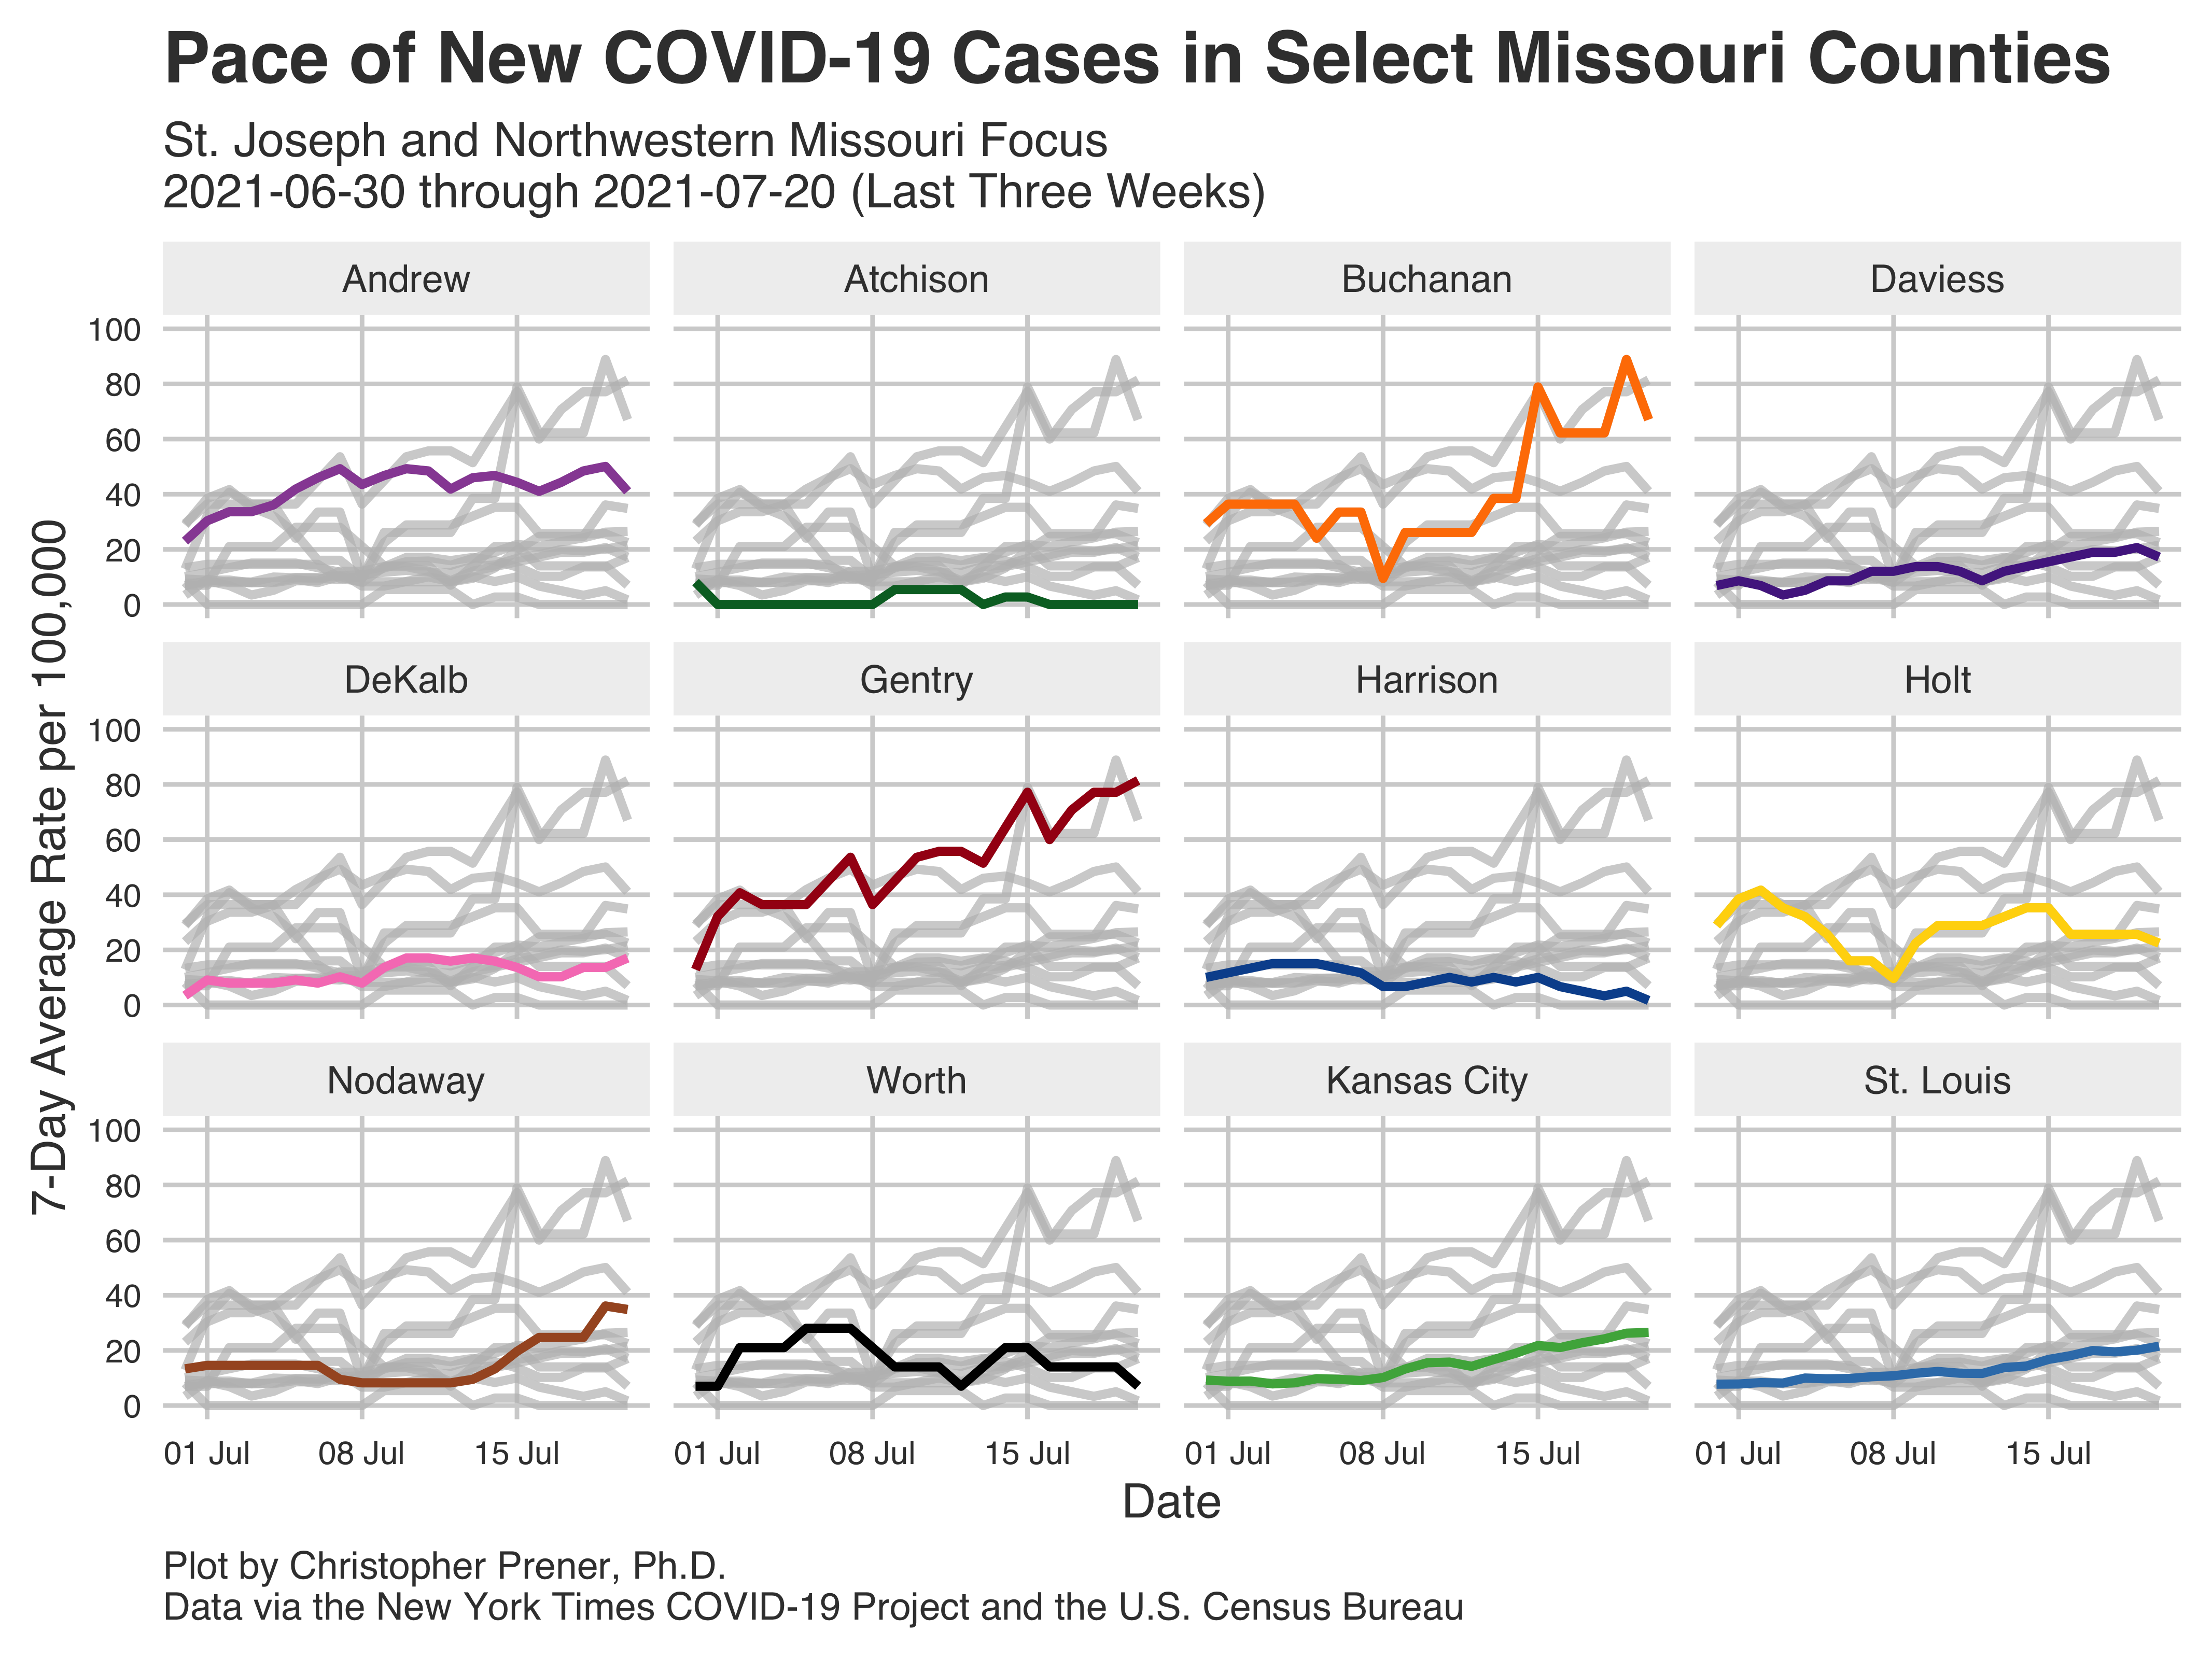 Pace of New COVID-19 Cases in Select Missouri Counties
St. Joseph and Northwestern Missouri Focus
2021-06-30 through 2021-07-20 (Last Three Weeks)
Andrew
Atchison
Buchanan
Daviess
100
80
60
40
20
0
DeKalb
Gentry
Harrison
Holt
100
80
60
40
20
0
Nodaway
Worth
Kansas City
St. Louis
100
80
60
40
20
0
7-Day Average Rate per 100,000
01 Jul 08 Jul 15 Jul 01 Jul 08 Jul 15 Jul 01 Jul 08 Jul 15 Jul 01 Jul 08 Jul 15 Jul
Date
Plot by Christopher Prener, Ph.D.
Data via the New York Times COVID-19 Project and the U.S. Census Bureau